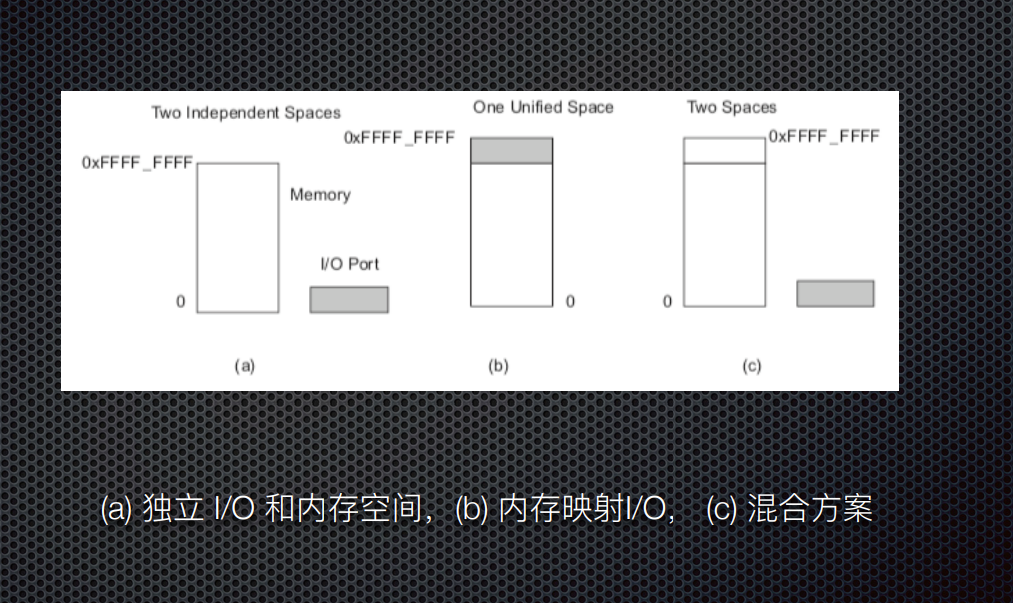 Two Independent Spaces
One Unified Space
Two Spaces
0xFFFF_FFFF
0xFFFF_FFFF
0xFFFF_FFFF
Memory
I/O Port
0
0
0
(a)
(b)
(c)
(a) 独立 I/O 和内存空间，(b) 内存映射I/O， (c) 混合方案